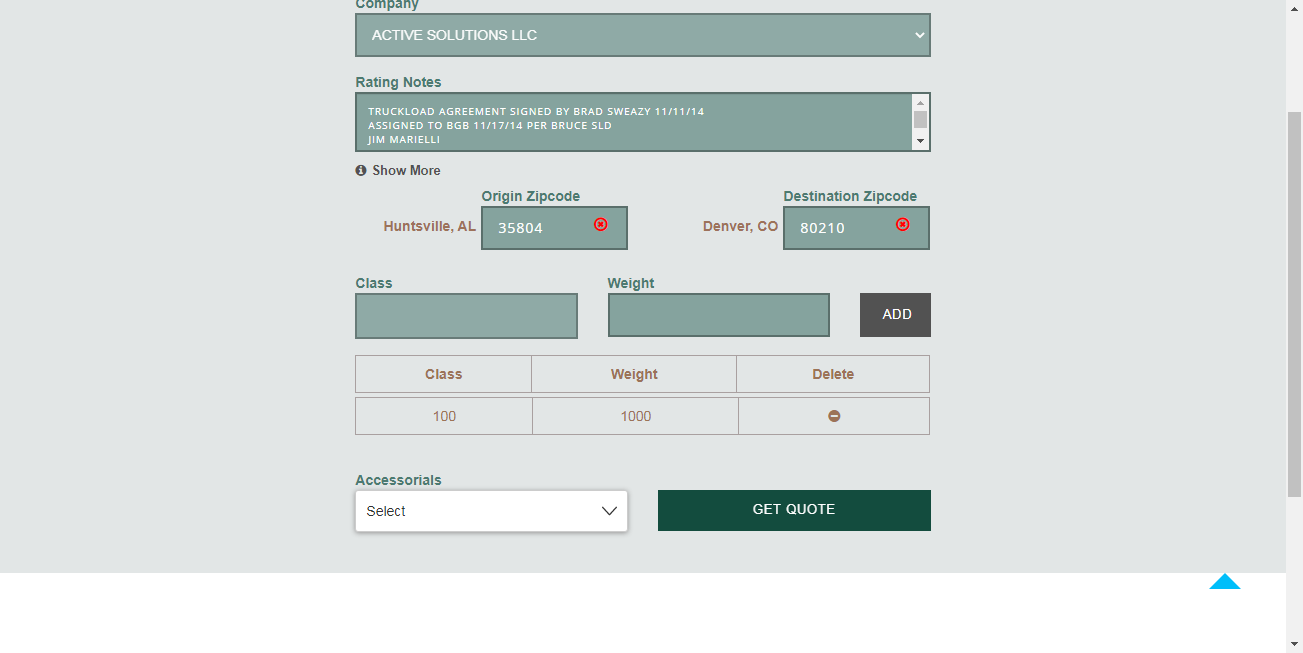 Company
ACTIVE SOLUTIONS LLC
Rating Notes
TRUCKLOAD AGREEMENT SIGNED BY BRAD SWEAZY 11/11/14
ASSIGNED TO BGB 11/17/14 PER BRUCE SLD
JIM MARIELLI
Show More
Origin Zipcode Destination Zipcode
Huntsville, AL 35804 Denver, CO 80210
Class Weight
ADD
Class Weight Delete
100 1000
Accessorials
Select GET QUOTE